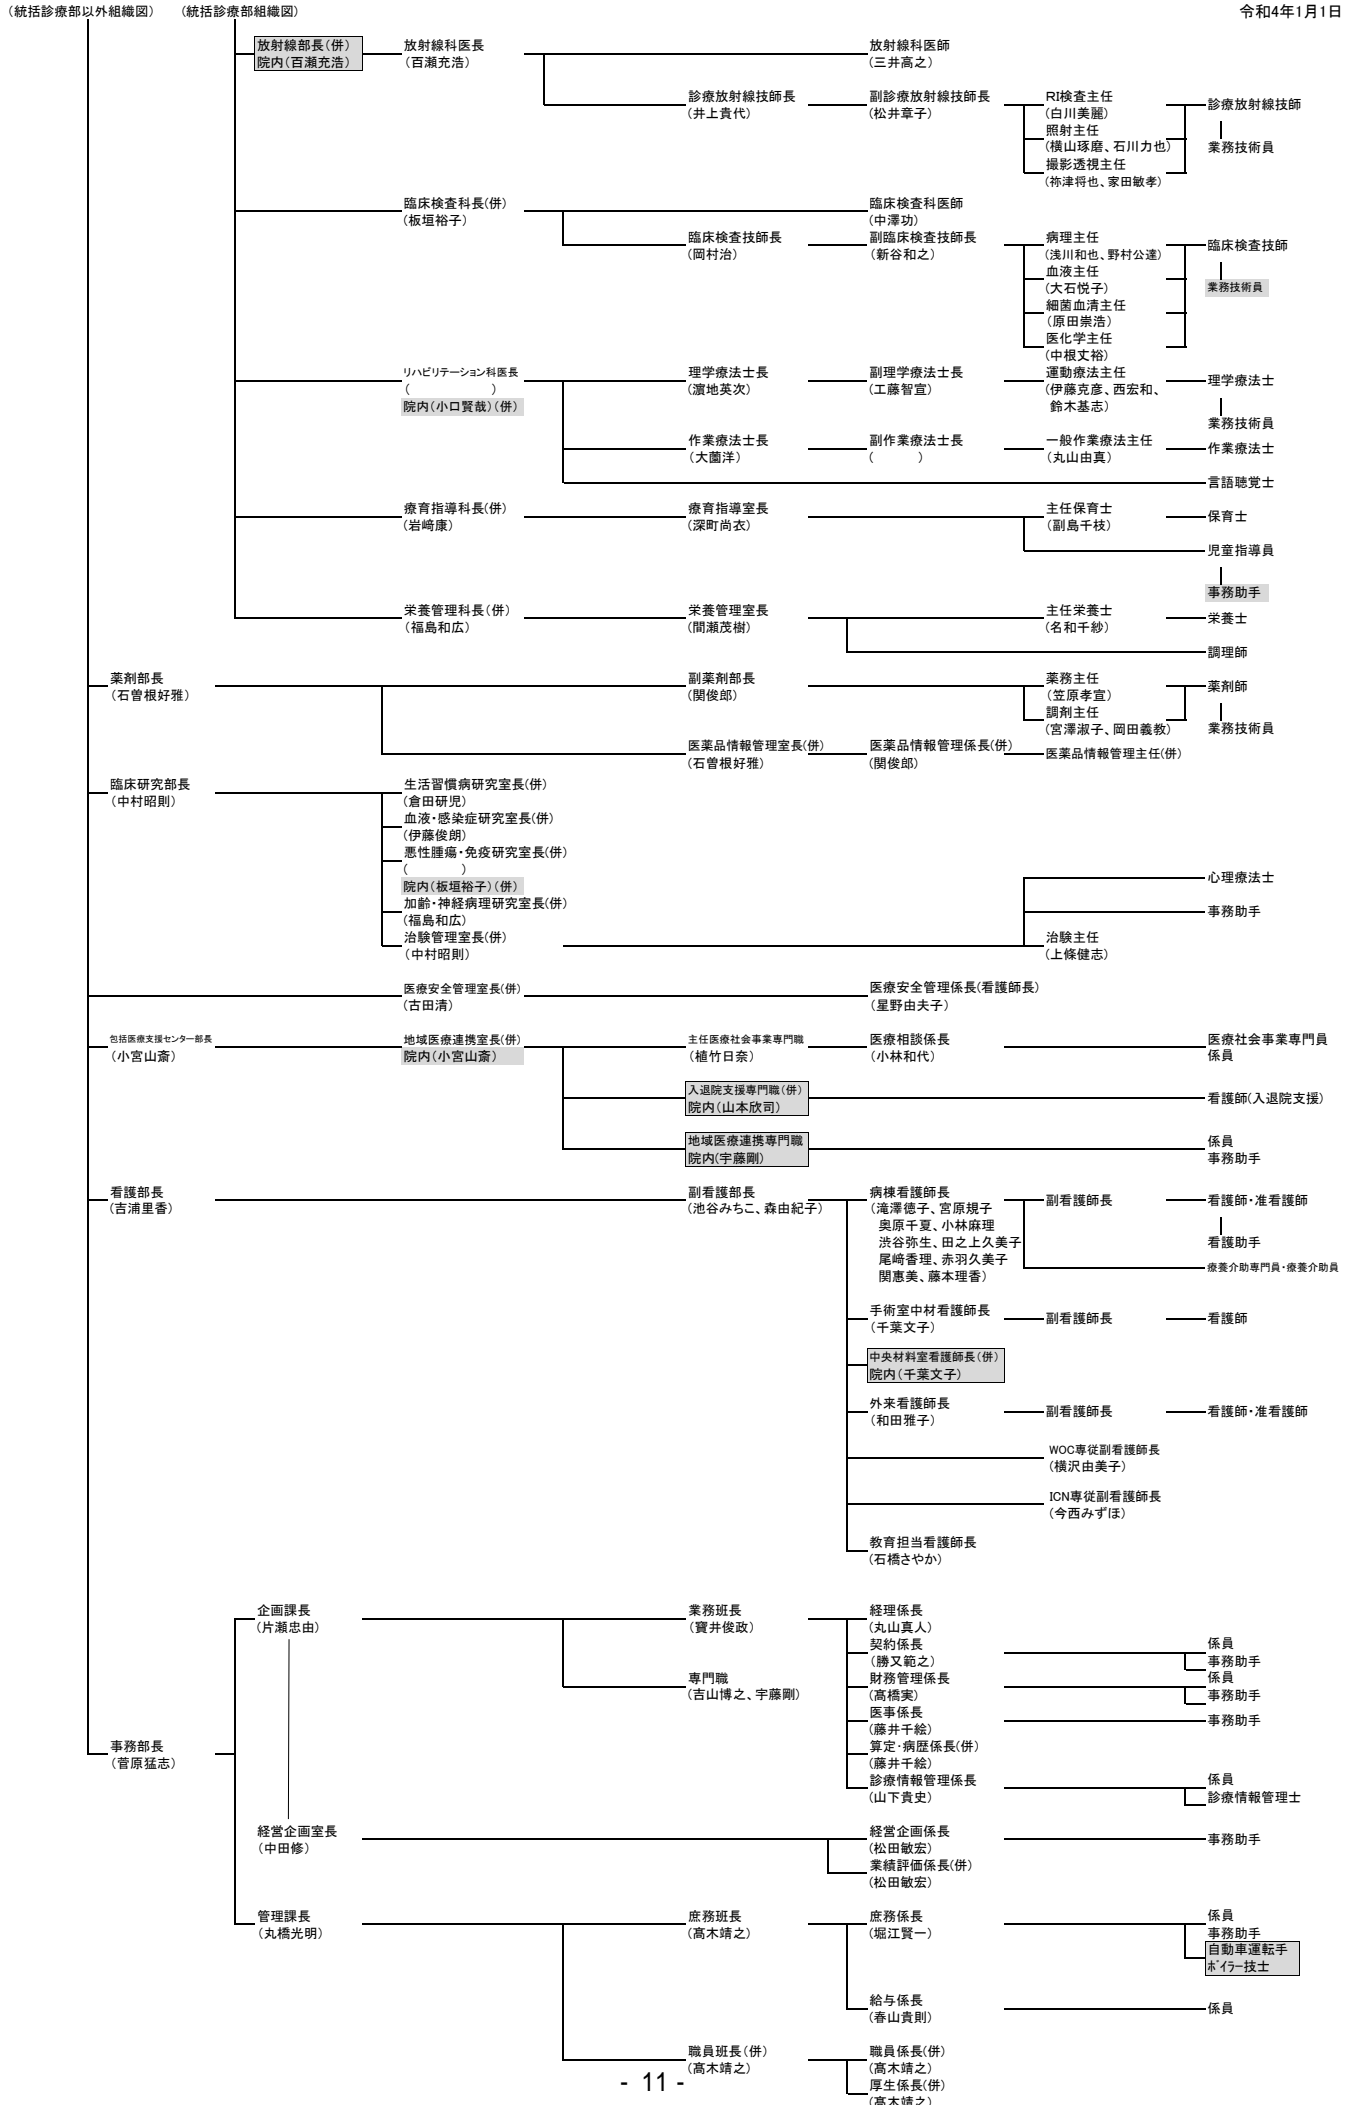 (統括診療部以外組織図)
(統括診療部組織図)
令和4年1月1日
放射線部長(併)
院内(百瀬充浩)
放射線科医長
(百瀬充浩)
放射線科医師
(三井高之)
診療放射線技師長
(井上貴代)
副診療放射線技師長
(松井章子)
RI検査主任
(白川美麗)
照射主任
(横山琢磨、石川力也)
撮影透視主任
(祢津将也、家田敏孝)
診療放射線技師
業務技術員
臨床検査科長(併)
(板垣裕子)
臨床検査科医師
(中澤功)
臨床検査技師長
(岡村治)
副臨床検査技師長
(新谷和之)
病理主任
(浅川和也、野村公達)
血液主任
(大石悦子)
細菌血清主任
(原田崇浩)
医化学主任
(中根丈裕)
臨床検査技師
業務技術員
リハビリテーション科医長
(          )
院内(小口賢哉)(併)
理学療法士長
(濵地英次)
副理学療法士長
(工藤智宣)
運動療法主任
(伊藤克彦、西宏和、
鈴木基志)
理学療法士
業務技術員
作業療法士長
(大薗洋)
副作業療法士長
(      )
一般作業療法主任
(丸山由真)
作業療法士
言語聴覚士
療育指導科長(併)
(岩﨑康)
療育指導室長
(深町尚衣)
主任保育士
(副島千枝)
保育士
児童指導員
事務助手
栄養管理科長(併)
(福島和広)
栄養管理室長
(間瀬茂樹)
主任栄養士
(名和千紗)
栄養士
調理師
薬剤部長
(石曽根好雅)
副薬剤部長
(関俊郎)
薬務主任
(笠原孝宣)
調剤主任
(宮澤淑子、岡田義教)
薬剤師
業務技術員
医薬品情報管理室長(併)
(石曽根好雅)
医薬品情報管理係長(併)
(関俊郎)
医薬品情報管理主任(併)
臨床研究部長
(中村昭則)
生活習慣病研究室長(併)
(倉田研児)
血液・感染症研究室長(併)
(伊藤俊朗)
悪性腫瘍・免疫研究室長(併)
(      )
院内(板垣裕子)(併)
加齢・神経病理研究室長(併)
(福島和広)
治験管理室長(併)
(中村昭則)
心理療法士
事務助手
治験主任
(上條健志)
医療安全管理室長(併)
(古田清)
医療安全管理係長(看護師長)
(星野由夫子)
包括医療支援センター部長
(小宮山斎)
地域医療連携室長(併)
院内(小宮山斎)
主任医療社会事業専門職
(植竹日奈)
医療相談係長
(小林和代)
医療社会事業専門員
係員
入退院支援専門職(併)
院内(山本欣司)
看護師(入退院支援)
地域医療連携専門職
院内(宇藤剛)
係員
事務助手
看護部長
(吉浦里香)
副看護部長
(池谷みちこ、森由紀子)
病棟看護師長
(滝澤徳子、宮原規子
奥原千夏、小林麻理
渋谷弥生、田之上久美子
尾﨑香理、赤羽久美子
関恵美、藤本理香)
副看護師長
看護師・准看護師
看護助手
療養介助専門員・療養介助員
手術室中材看護師長
(千葉文子)
副看護師長
看護師
中央材料室看護師長(併)
院内(千葉文子)
外来看護師長
(和田雅子)
副看護師長
看護師・准看護師
WOC専従副看護師長
(横沢由美子)
ICN専従副看護師長
(今西みずほ)
教育担当看護師長
(石橋さやか)
企画課長
(片瀬忠由)
業務班長
(寶井俊政)
経理係長
(丸山真人)
契約係長
(勝又範之)
係員
事務助手
専門職
(吉山博之、宇藤剛)
財務管理係長
(髙橋実)
係員
事務助手
医事係長
(藤井千絵)
事務助手
事務部長
(菅原猛志)
算定・病歴係長(併)
(藤井千絵)
診療情報管理係長
(山下貴史)
係員
診療情報管理士
経営企画室長
(中田修)
経営企画係長
(松田敏宏)
事務助手
業績評価係長(併)
(松田敏宏)
管理課長
(丸橋光明)
庶務班長
(髙木靖之)
庶務係長
(堀江賢一)
係員
事務助手
自動車運転手
ボイラー技士
給与係長
(春山貴則)
係員
職員班長(併)
(髙木靖之)
職員係長(併)
(髙木靖之)
厚生係長(併)
(髙木靖之)
- 11 -